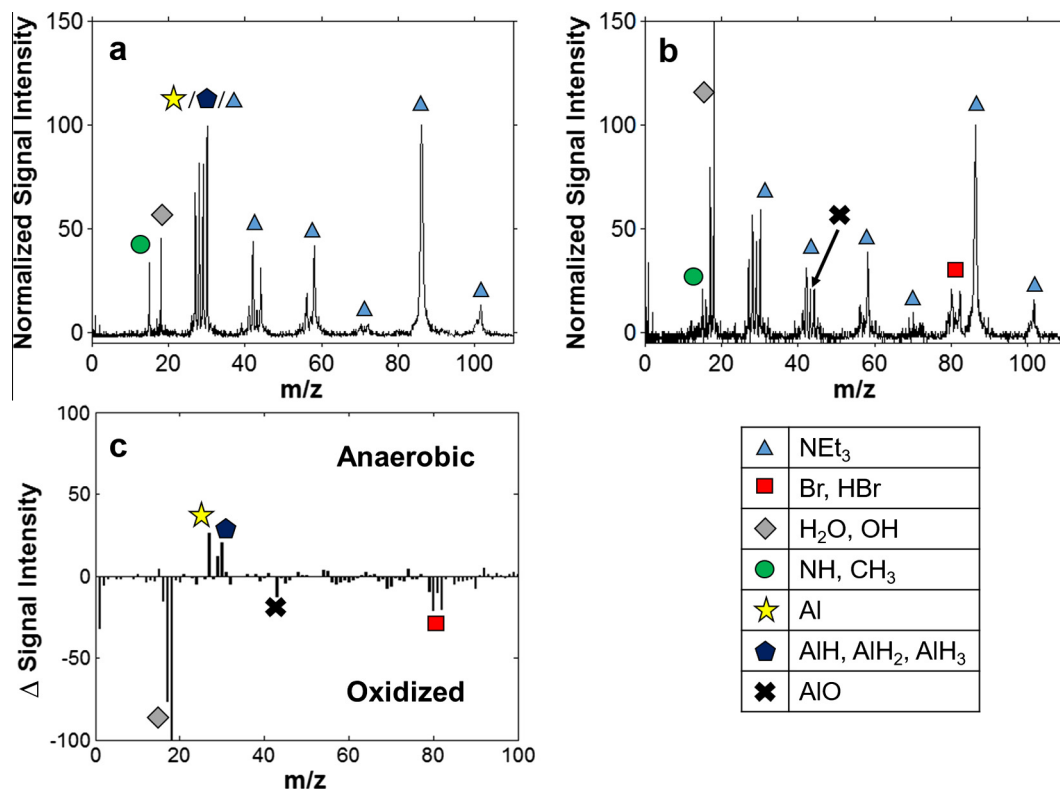 150
100
50
0
Normalized Signal Intensity
a
/ /
0 20 40 60 80 100
m/z
150
100
50
0
Normalized Signal Intensity
b
0 20 40 60 80 100
m/z
100
50
0
-50
-100
Δ Signal Intensity
c
Anaerobic
Oxidized
0 20 40 60 80 100
m/z
NEt₃
Br, HBr
H₂O, OH
NH, CH₃
Al
AlH, AlH₂, AlH₃
AlO